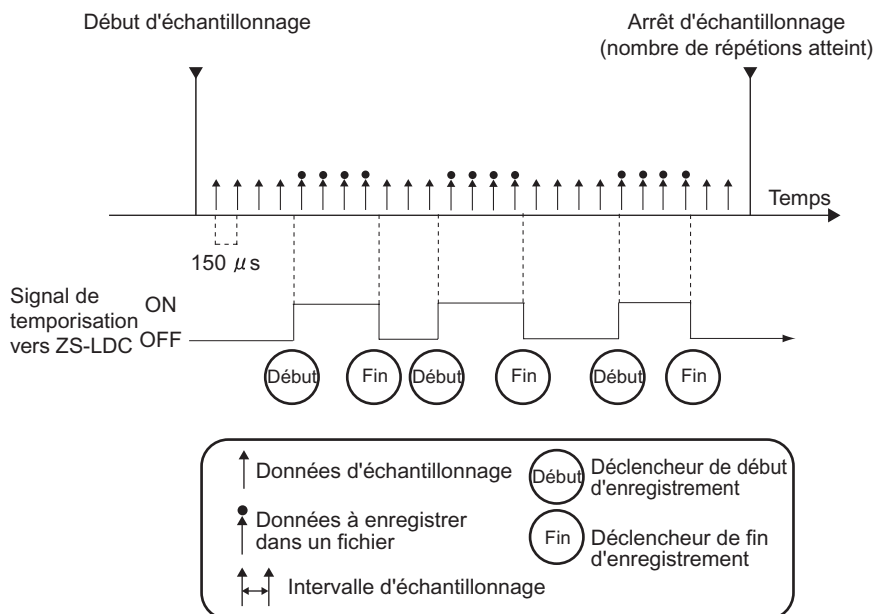 Début d'échantillonnage
Arrêt d'échantillonnage
(nombre de répétions atteint)
Temps
150 μs
Signal de
temporisation
vers ZS-LDC
ON
OFF
Début
Fin
Début
Fin
Début
Fin
Données d'échantillonnage
Données à enregistrer
dans un fichier
Intervalle d'échantillonnage
Début
Déclencheur de début
d'enregistrement
Fin
Déclencheur de fin
d'enregistrement